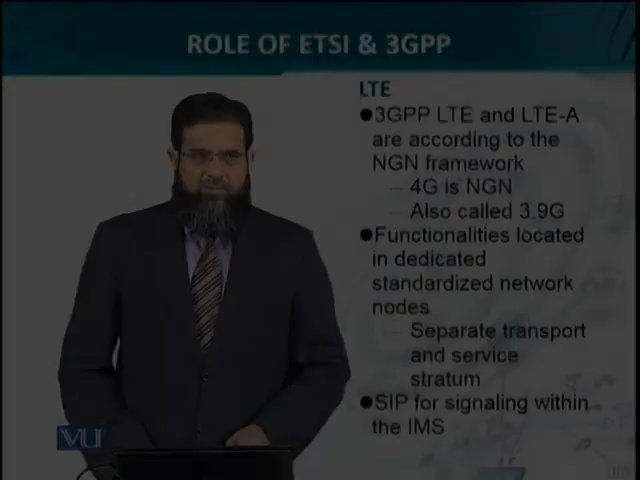 ROLE OF ETSI & 3GPP
LTE
●3GPP LTE and LTE-A
are according to the
NGN framework
– 4G is NGN
– Also called 3.9G
●Functionalities located
in dedicated
standardized network
nodes
– Separate transport
and service
stratum
●SIP for signaling within
the IMS
VU